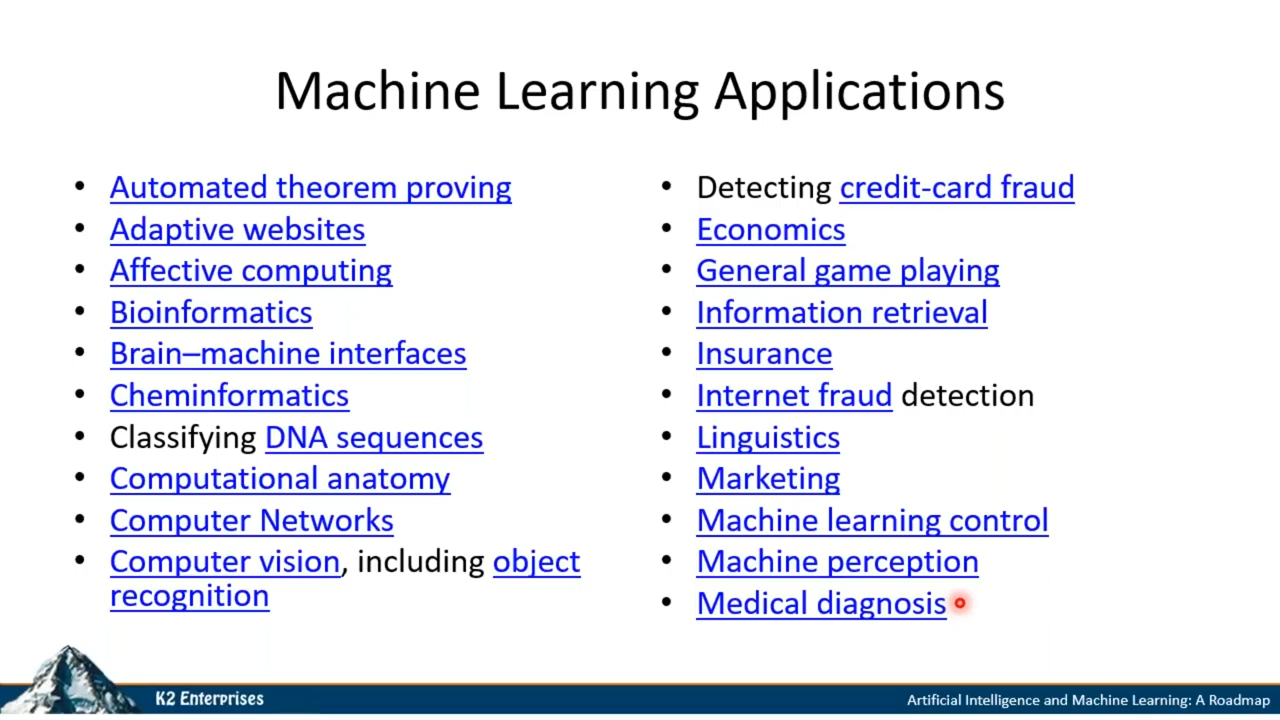 Machine Learning Applications
• Automated theorem proving
• Adaptive websites
• Affective computing
• Bioinformatics
• Brain–machine interfaces
• Cheminformatics
• Classifying DNA sequences
• Computational anatomy
• Computer Networks
• Computer vision, including object
recognition
• Detecting credit-card fraud
• Economics
• General game playing
• Information retrieval
• Insurance
• Internet fraud detection
• Linguistics
• Marketing
• Machine learning control
• Machine perception
• Medical diagnosis
K2 Enterprises
Artificial Intelligence and Machine Learning: A Roadmap